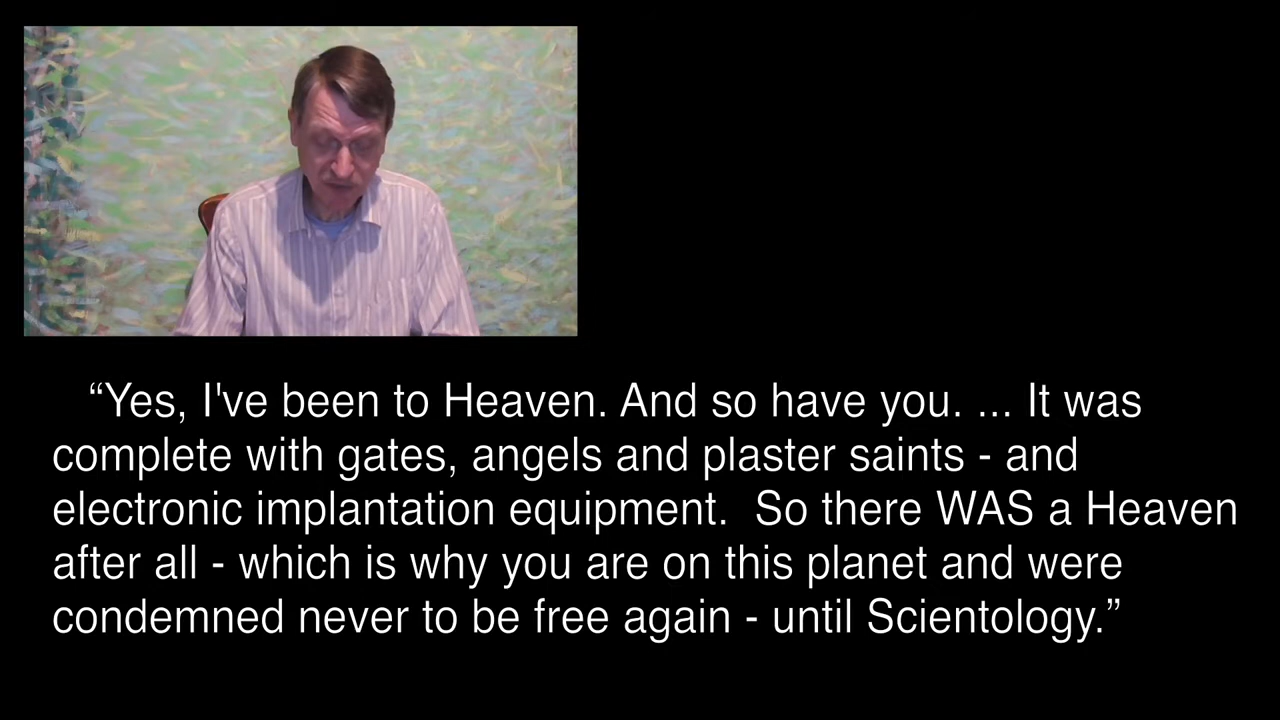 “Yes, I've been to Heaven. And so have you. ... It was
complete with gates, angels and plaster saints - and
electronic implantation equipment.  So there WAS a Heaven
after all - which is why you are on this planet and were
condemned never to be free again - until Scientology.”